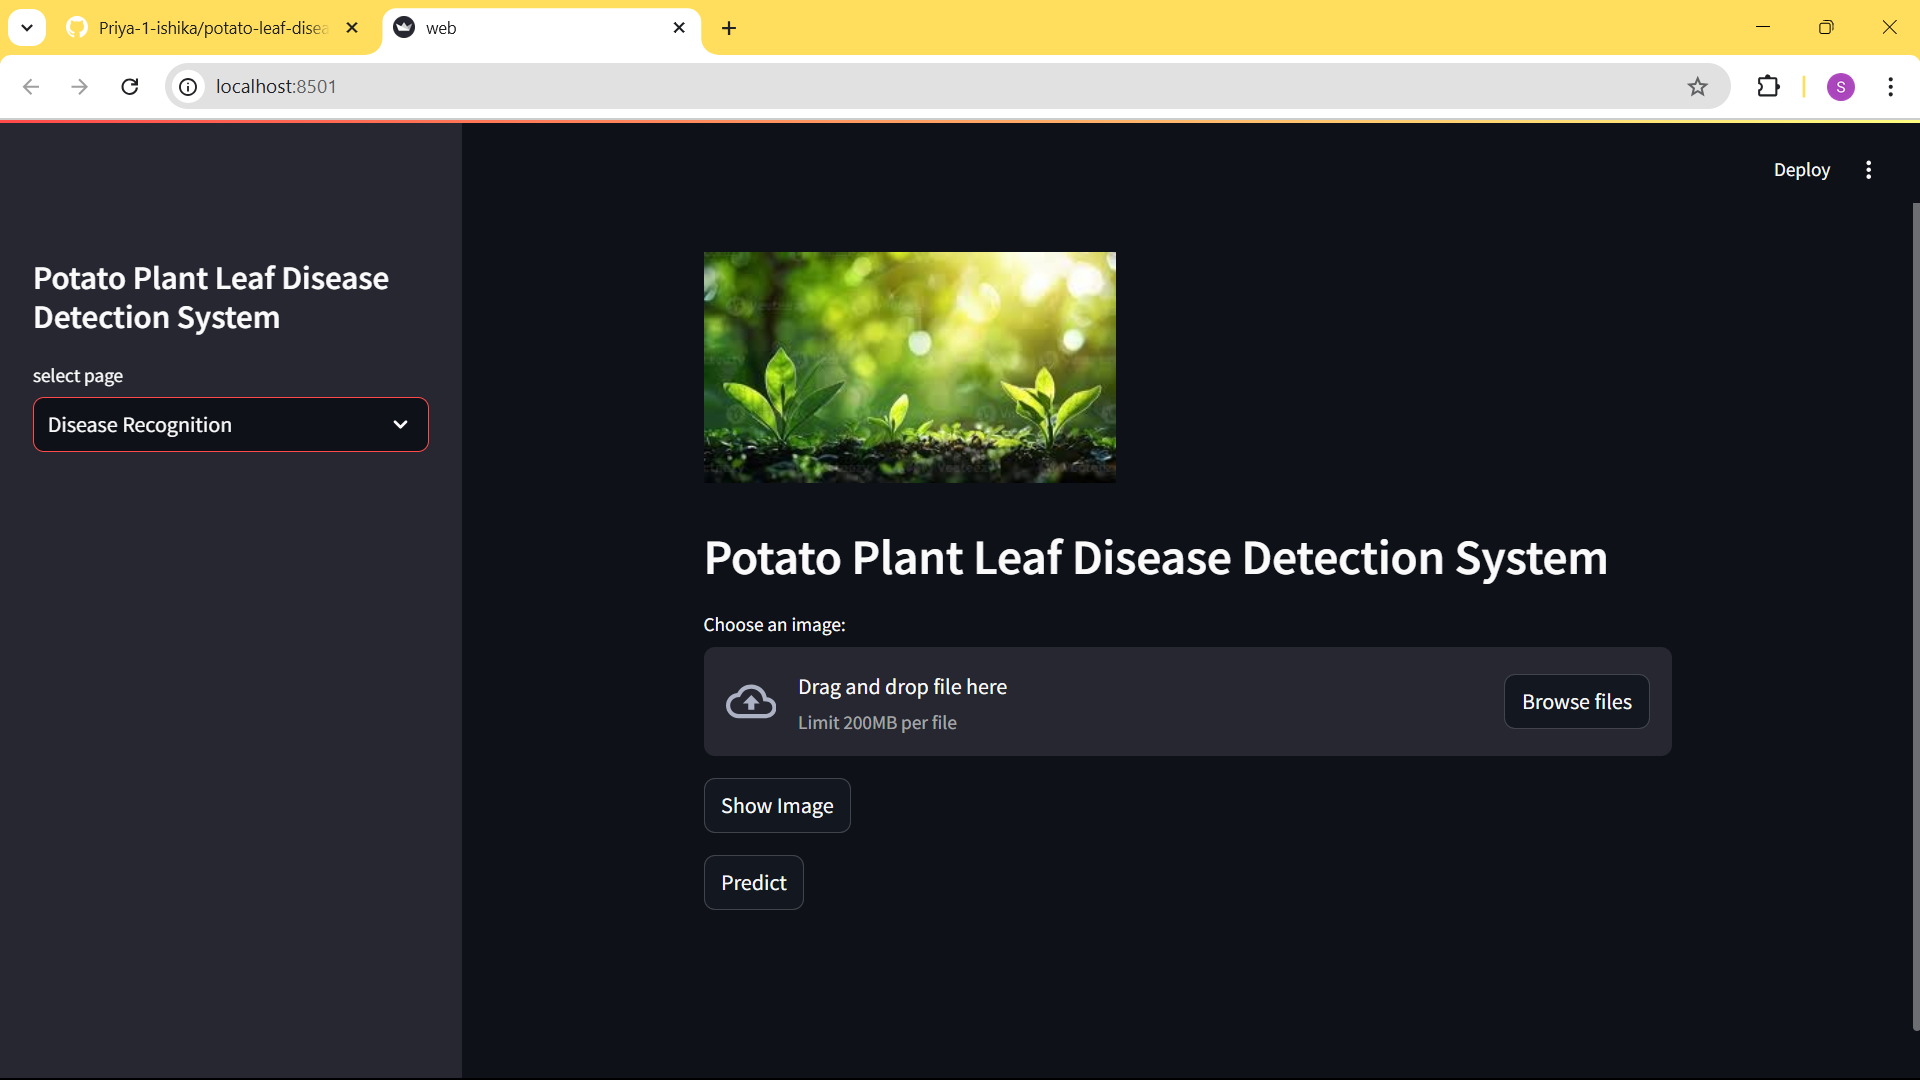 Priya-1-ishika/potato-leaf-disea
web
localhost:8501
Deploy
Potato Plant Leaf Disease
Detection System
select page
Disease Recognition
Potato Plant Leaf Disease Detection System
Choose an image:
Drag and drop file here
Limit 200MB per file
Browse files
Show Image
Predict
S